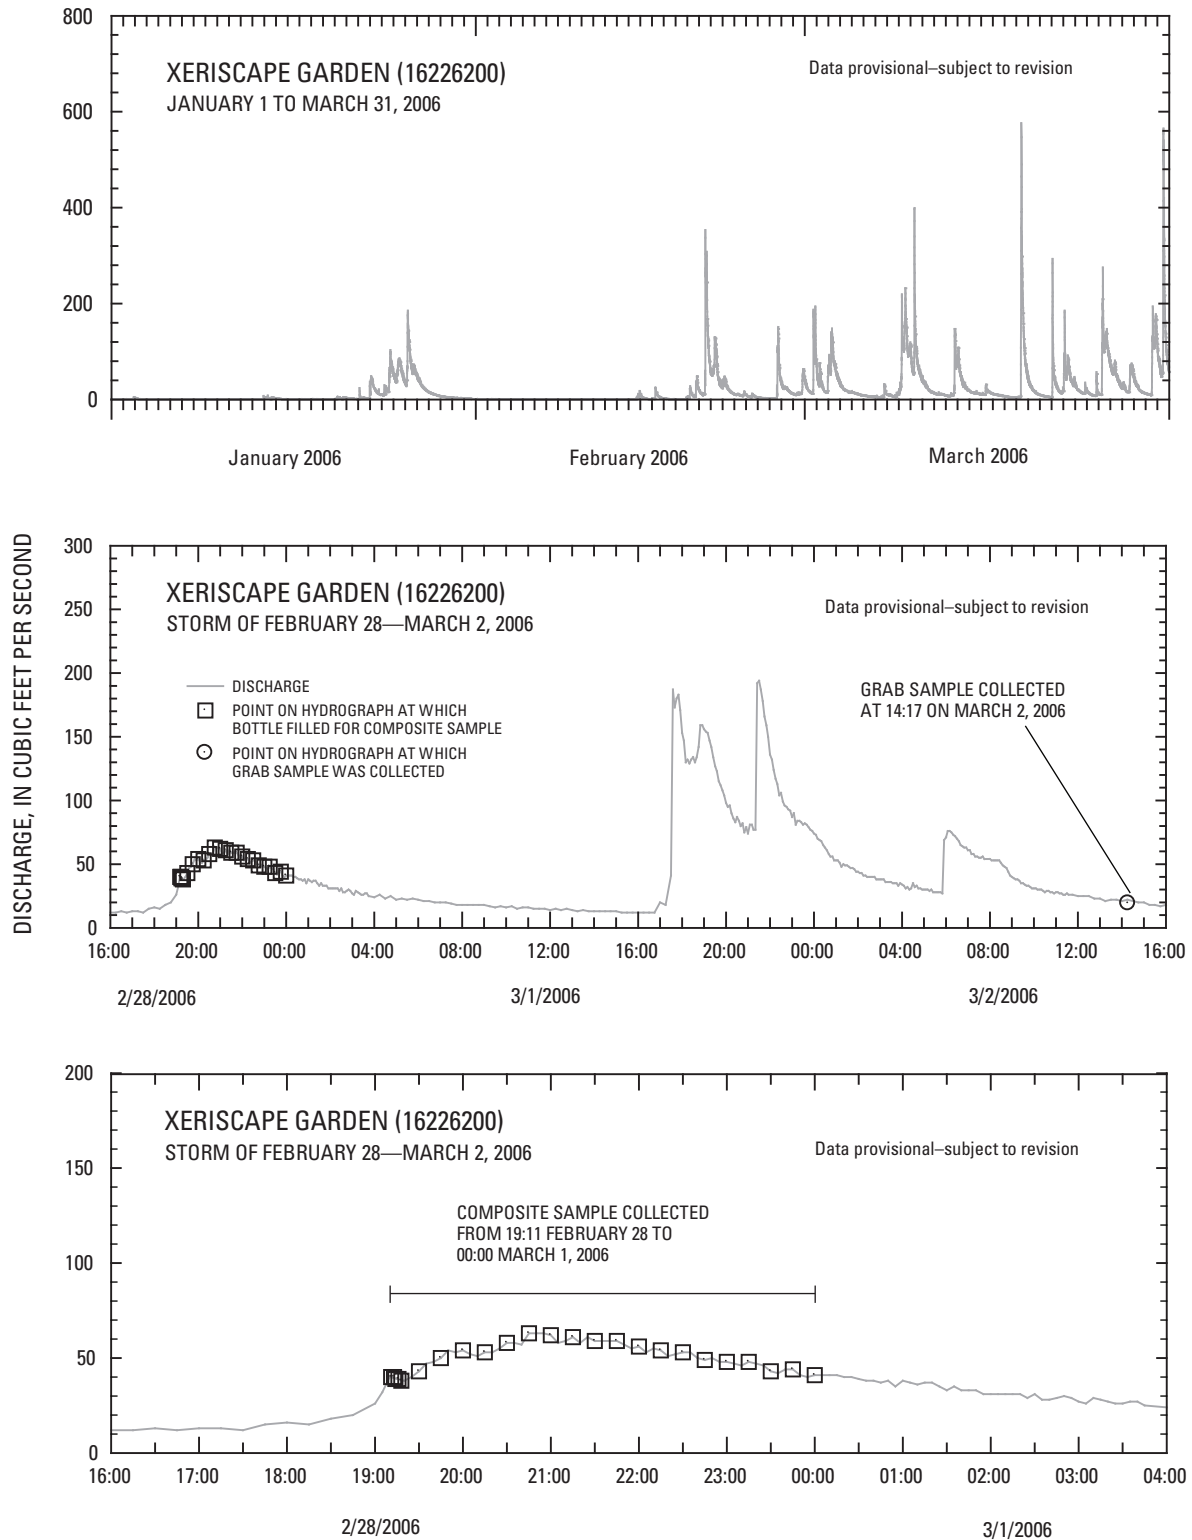 800
600
400
200
0
XERISCAPE GARDEN (16226200)
JANUARY 1 TO MARCH 31, 2006
Data provisional–subject to revision
January 2006
February 2006
March 2006
DISCHARGE, IN CUBIC FEET PER SECOND
300
250
200
150
100
50
0
XERISCAPE GARDEN (16226200)
STORM OF FEBRUARY 28—MARCH 2, 2006
Data provisional–subject to revision
DISCHARGE
POINT ON HYDROGRAPH AT WHICH
BOTTLE FILLED FOR COMPOSITE SAMPLE
POINT ON HYDROGRAPH AT WHICH
GRAB SAMPLE WAS COLLECTED
GRAB SAMPLE COLLECTED
AT 14:17 ON MARCH 2, 2006
16:00 20:00 00:00 04:00 08:00 12:00 16:00 20:00 00:00 04:00 08:00 12:00 16:00
2/28/2006 3/1/2006 3/2/2006
200
150
100
50
0
XERISCAPE GARDEN (16226200)
STORM OF FEBRUARY 28—MARCH 2, 2006
Data provisional–subject to revision
COMPOSITE SAMPLE COLLECTED
FROM 19:11 FEBRUARY 28 TO
00:00 MARCH 1, 2006
16:00 17:00 18:00 19:00 20:00 21:00 22:00 23:00 00:00 01:00 02:00 03:00 04:00
2/28/2006 3/1/2006